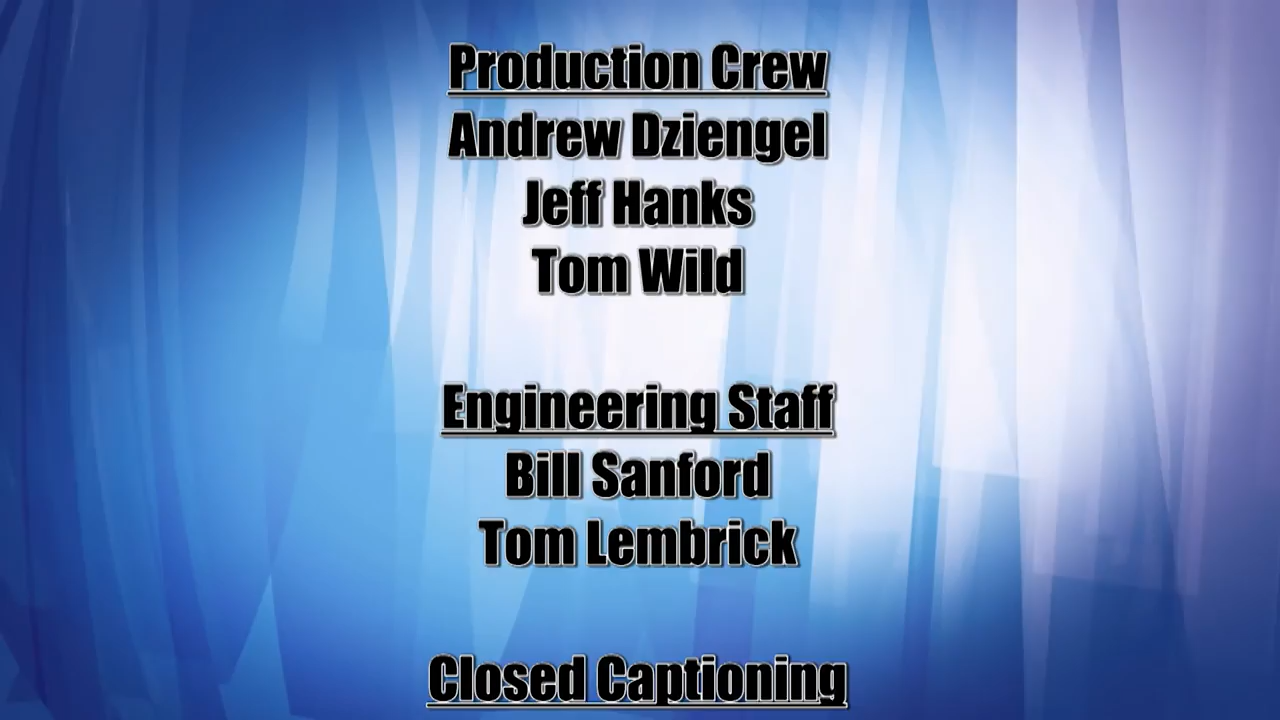 Production Crew
Andrew Dziengel
Jeff Hanks
Tom Wild
Engineering Staff
Bill Sanford
Tom Lembrick
Closed Captioning